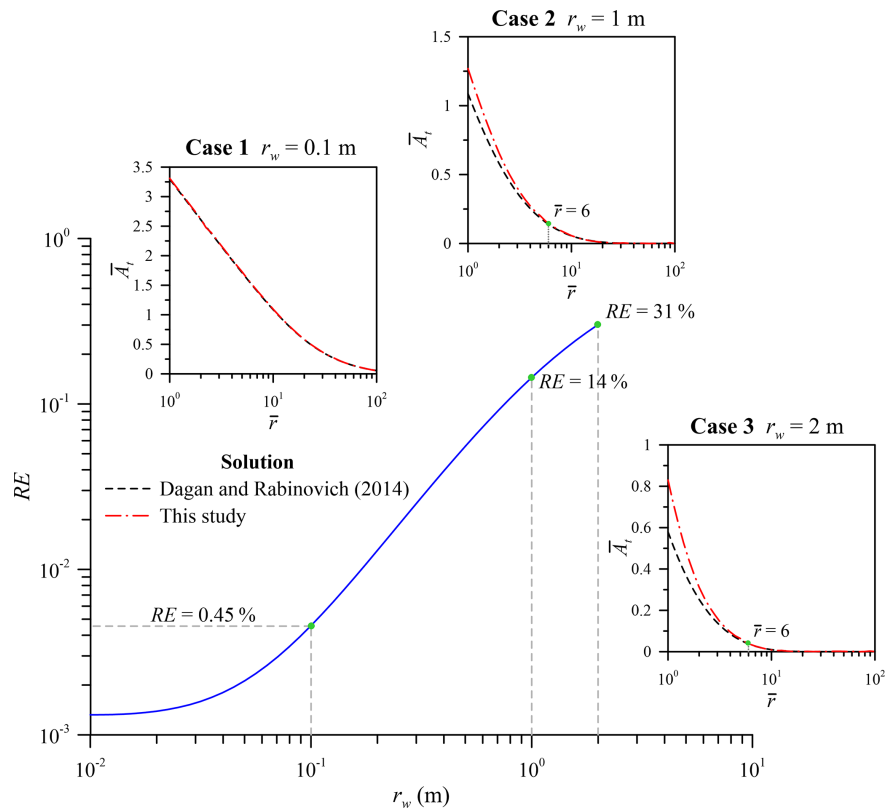 Case 2 r_w = 1 m
1.5
1
0.5
0
A̅_t
r̅ = 6
10^0
10^1
10^2
r̅
Case 1 r_w = 0.1 m
3.5
3
2.5
2
1.5
1
0.5
0
A̅_t
10^0
10^1
10^2
r̅
10^0
10^-1
10^-2
10^-3
RE
RE = 31 %
RE = 14 %
Case 3 r_w = 2 m
1
0.8
0.6
0.4
0.2
0
A̅_t
r̅ = 6
10^0
10^1
10^2
r̅
Solution
Dagan and Rabinovich (2014)
This study
RE = 0.45 %
10^-2
10^-1
10^0
10^1
r_w (m)